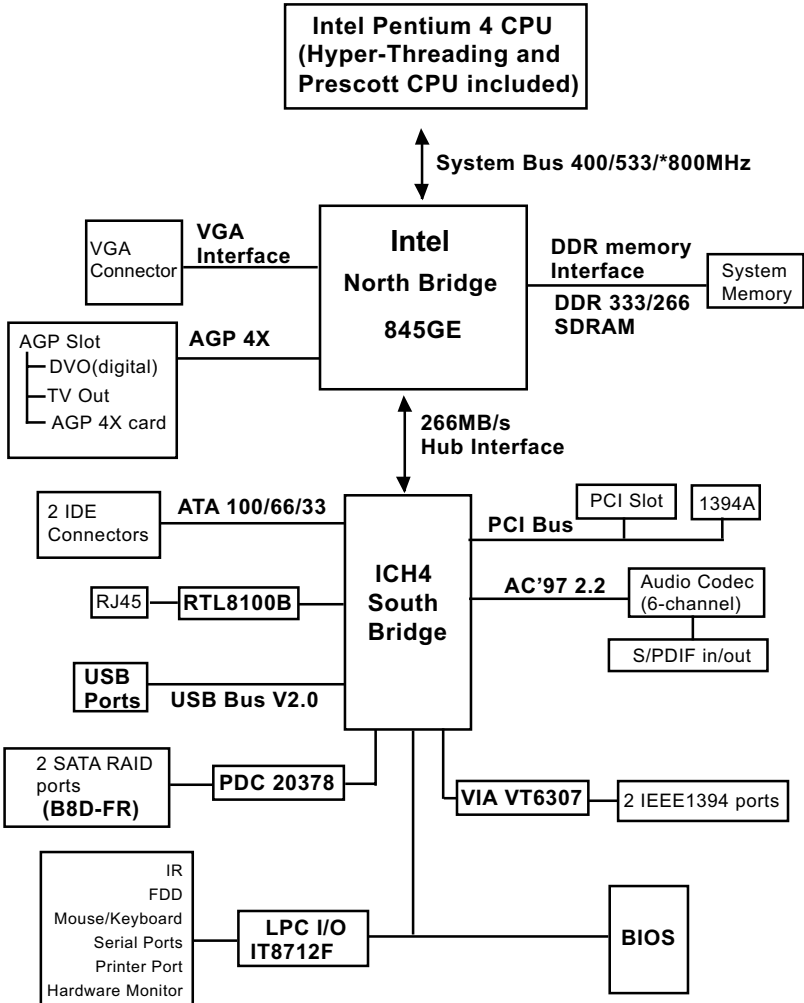 Intel Pentium 4 CPU
(Hyper-Threading and
Prescott CPU included)
System Bus 400/533/*800MHz
VGA
Connector
VGA
Interface
Intel
North Bridge
845GE
DDR memory
Interface
DDR 333/266
SDRAM
System
Memory
AGP Slot
DVO(digital)
TV Out
AGP 4X card
AGP 4X
266MB/s
Hub Interface
2 IDE
Connectors
ATA 100/66/33
ICH4
South
Bridge
PCI Bus
PCI Slot
1394A
RJ45
RTL8100B
AC'97 2.2
Audio Codec
(6-channel)
S/PDIF in/out
USB
Ports
USB Bus V2.0
2 SATA RAID
ports
(B8D-FR)
PDC 20378
VIA VT6307
2 IEEE1394 ports
IR
FDD
Mouse/Keyboard
Serial Ports
Printer Port
Hardware Monitor
LPC I/O
IT8712F
BIOS